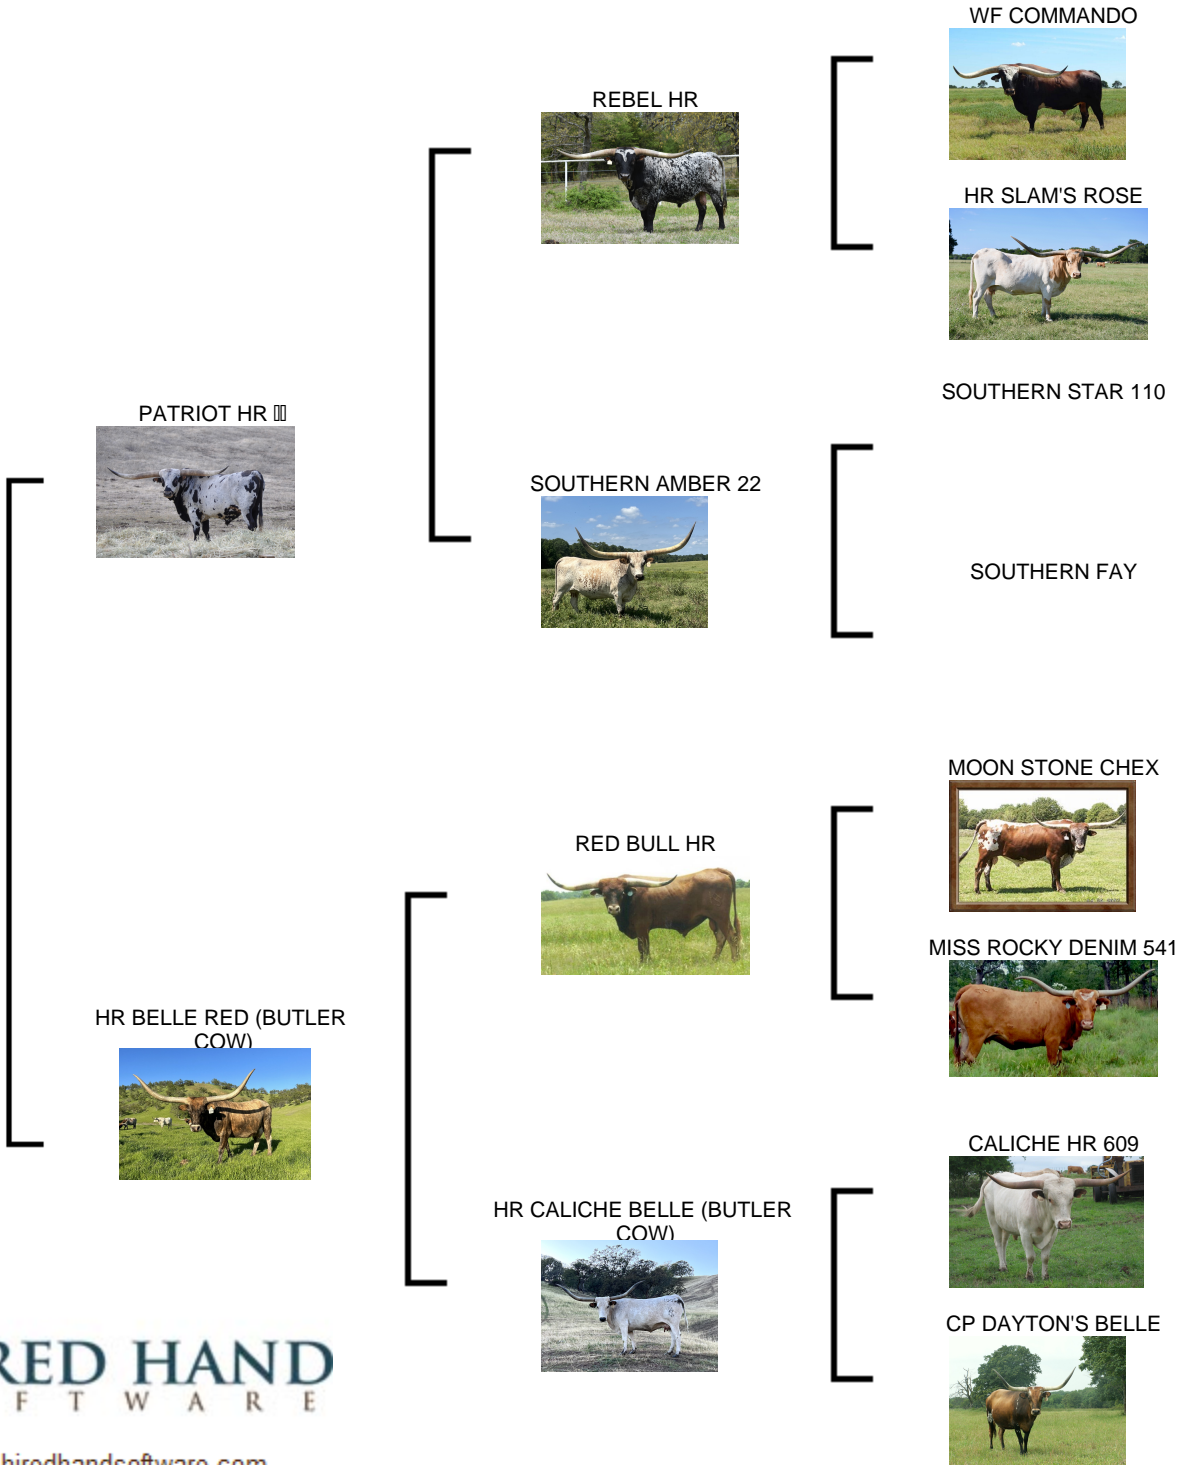 WF COMMANDO
REBEL HR
HR SLAM'S ROSE
SOUTHERN STAR 110
PATRIOT HR
SOUTHERN AMBER 22
SOUTHERN FAY
MOON STONE CHEX
RED BULL HR
MISS ROCKY DENIM 541
HR BELLE RED (BUTLER
COW)
CALICHE HR 609
HR CALICHE BELLE (BUTLER
COW)
CP DAYTON'S BELLE
RED HAND
F T W A R E
hiredhandsoftware.com